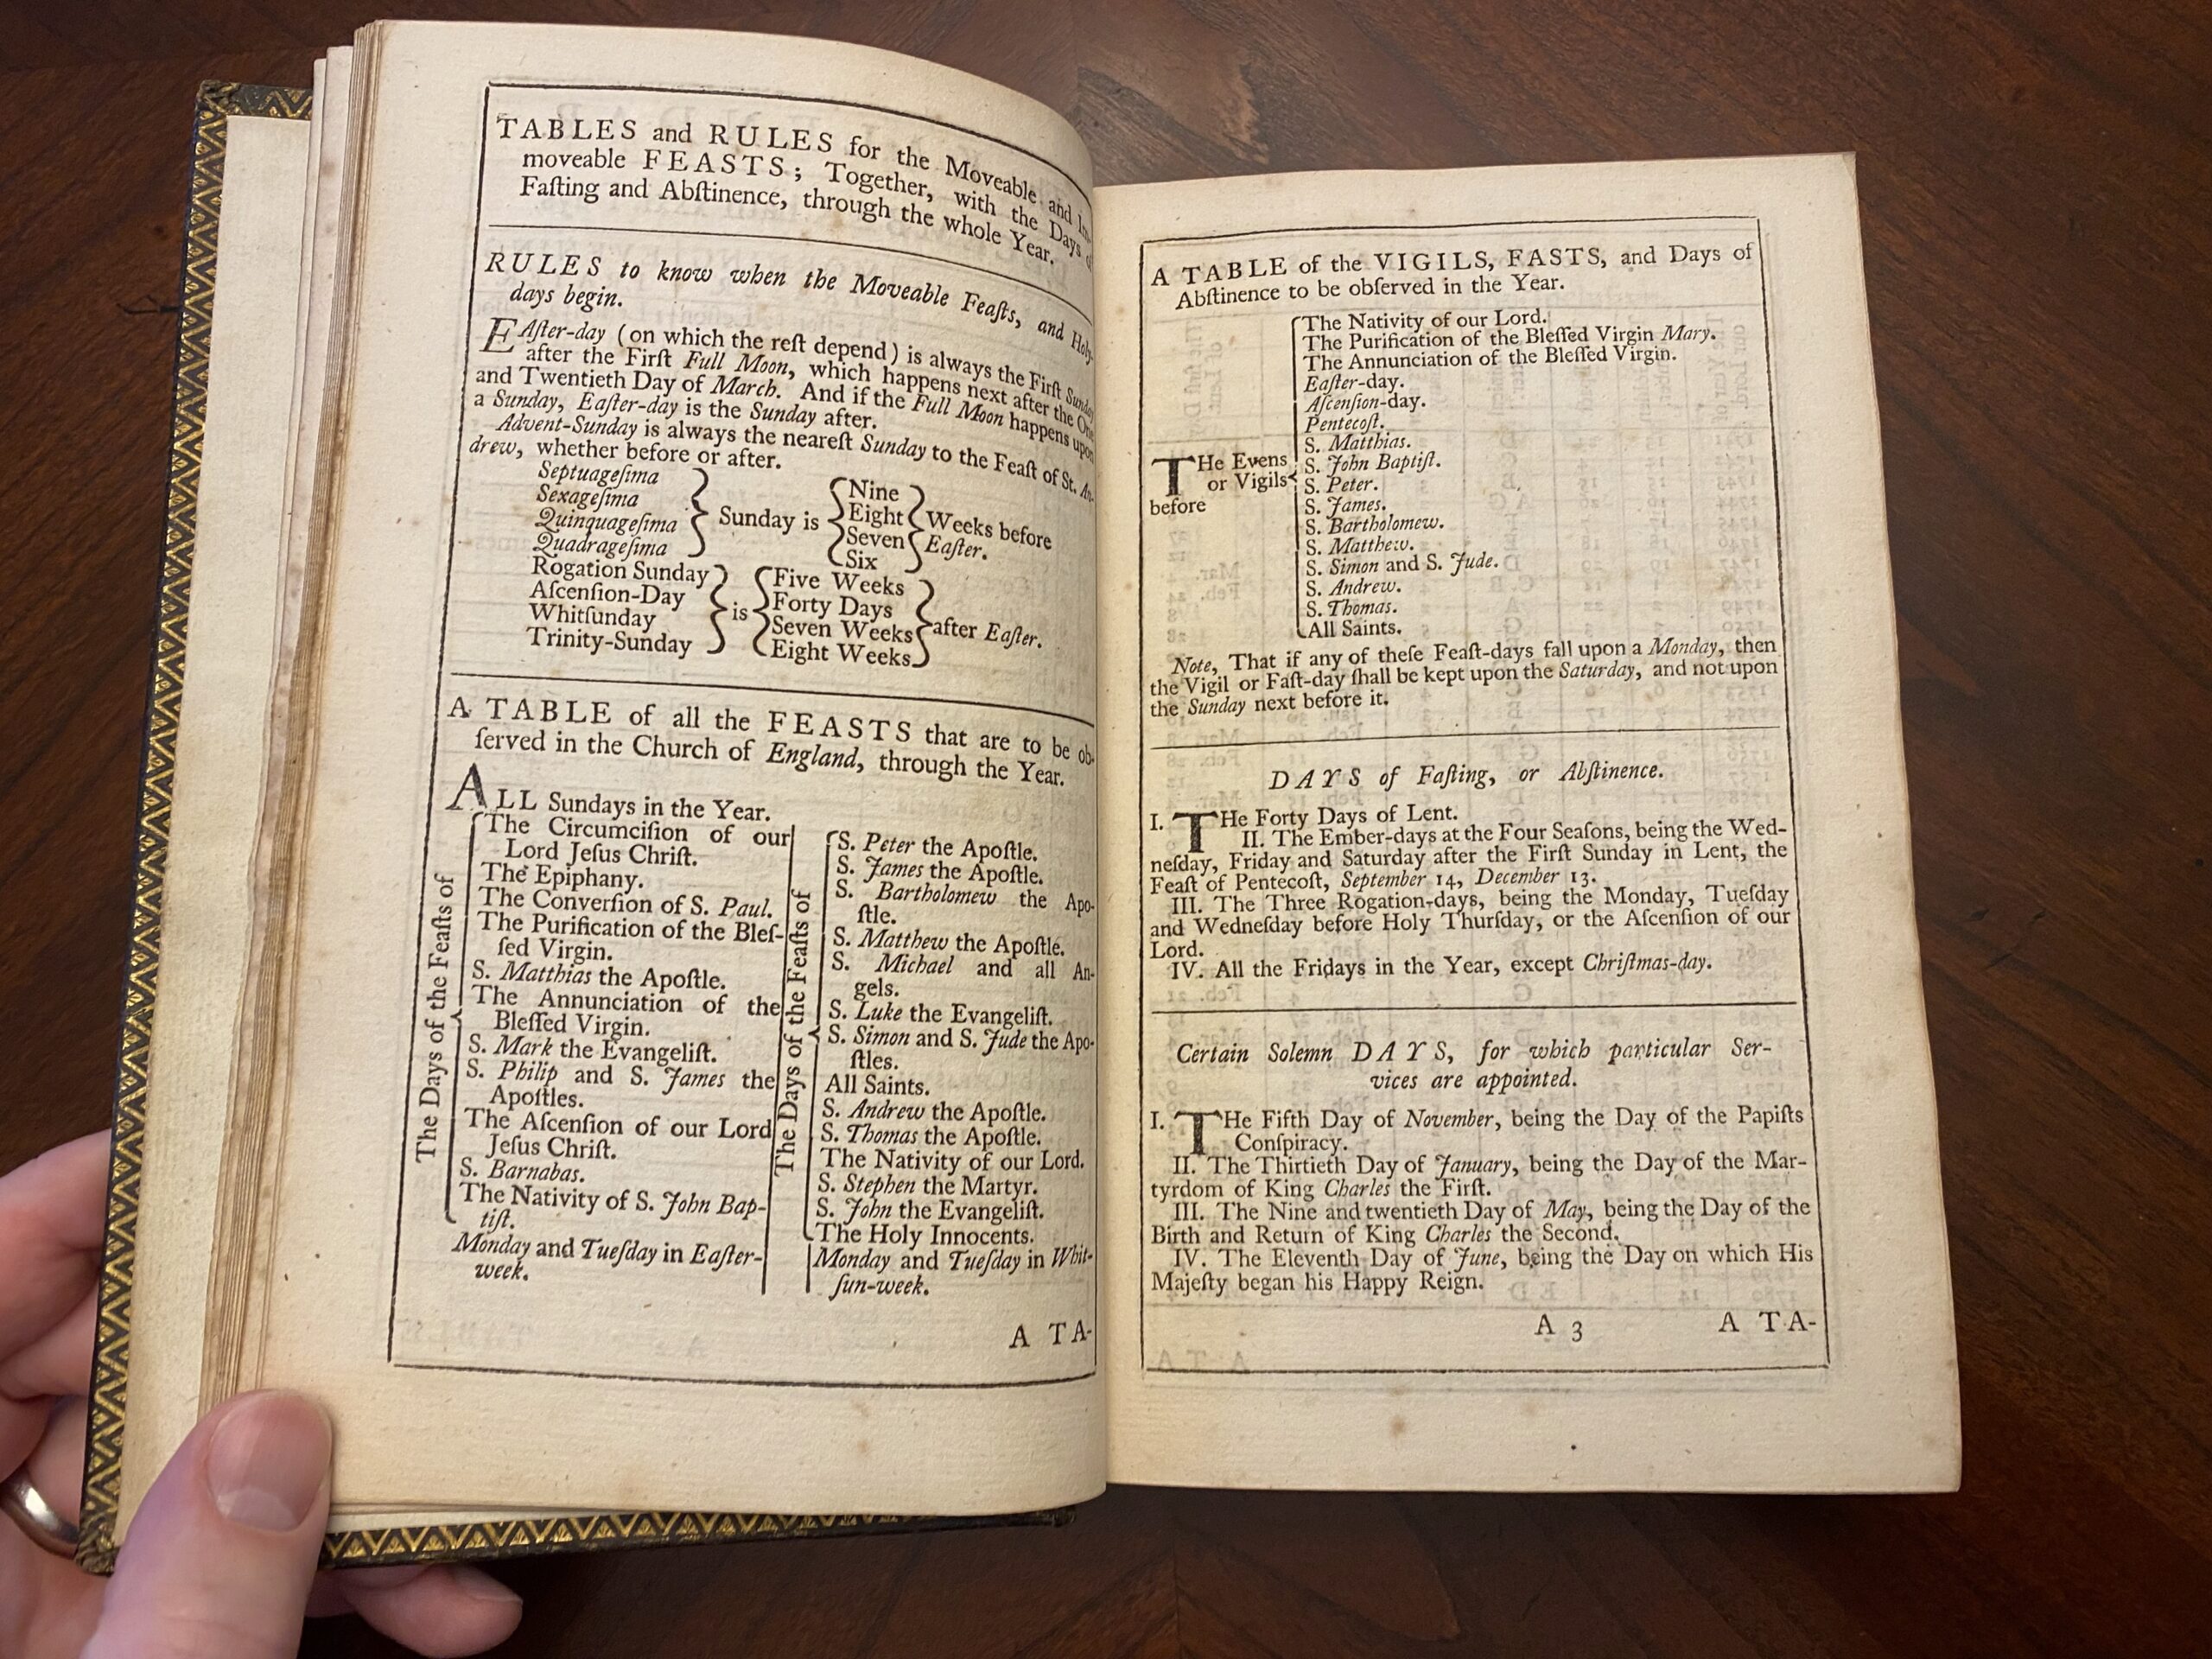 TABLES and RULES for the Moveable and Im-
moveable FEASTS; Together, with the Days of
Faſting and Abſtinence, through the whole Year.
RULES to know when the Moveable Feaſts, and Holy-
days begin.
EAſter-day (on which the reſt depend) is always the Firſt Sunday
after the Firſt Full Moon, which happens next after the One
and Twentieth Day of March. And if the Full Moon happens upon
a Sunday, Eaſter-day is the Sunday after.
Advent-Sunday is always the neareſt Sunday to the Feaſt of St. An-
drew, whether before or after.
Septuageſima
Sexageſima
Quinquageſima
Quadrageſima
Sunday is
Nine
Eight
Seven
Six
Weeks before
Eaſter.
Rogation Sunday
Aſcenſion-Day
Whitſunday
Trinity-Sunday
is
Five Weeks
Forty Days
Seven Weeks
Eight Weeks
after Eaſter.
A TABLE of all the FEASTS that are to be ob-
ſerved in the Church of England, through the Year.
ALL Sundays in the Year.
The Days of the Feaſts of
The Circumciſion of our
Lord Jeſus Chriſt.
The Epiphany.
The Converſion of S. Paul.
The Purification of the Bleſ-
ſed Virgin.
S. Matthias the Apoſtle.
The Annunciation of the
Bleſſed Virgin.
S. Mark the Evangeliſt.
S. Philip and S. James the
Apoſtles.
The Aſcenſion of our Lord
Jeſus Chriſt.
S. Barnabas.
The Nativity of S. John Bap-
tiſt.
Monday and Tueſday in Eaſter-
week.
The Days of the Feaſts of
S. Peter the Apoſtle.
S. James the Apoſtle.
S. Bartholomew the Apo-
ſtle.
S. Matthew the Apoſtle.
S. Michael and all An-
gels.
S. Luke the Evangeliſt.
S. Simon and S. Jude the Apo-
ſtles.
All Saints.
S. Andrew the Apoſtle.
S. Thomas the Apoſtle.
The Nativity of our Lord.
S. Stephen the Martyr.
S. John the Evangeliſt.
The Holy Innocents.
Monday and Tueſday in Whit-
ſun-week.
A TA-
A TABLE of the VIGILS, FASTS, and Days of
Abſtinence to be obſerved in the Year.
THe Evens
or Vigils
before
The Nativity of our Lord.
The Purification of the Bleſſed Virgin Mary.
The Annunciation of the Bleſſed Virgin.
Eaſter-day.
Aſcenſion-day.
Pentecoſt.
S. Matthias.
S. John Baptiſt.
S. Peter.
S. James.
S. Bartholomew.
S. Matthew.
S. Simon and S. Jude.
S. Andrew.
S. Thomas.
All Saints.
Note, That if any of theſe Feaſt-days fall upon a Monday, then
the Vigil or Faſt-day ſhall be kept upon the Saturday, and not upon
the Sunday next before it.
DAYS of Faſting, or Abſtinence.
I. THe Forty Days of Lent.
II. The Ember-days at the Four Seaſons, being the Wed-
neſday, Friday and Saturday after the Firſt Sunday in Lent, the
Feaſt of Pentecoſt, September 14, December 13.
III. The Three Rogation-days, being the Monday, Tueſday
and Wedneſday before Holy Thurſday, or the Aſcenſion of our
Lord.
IV. All the Fridays in the Year, except Chriſtmas-day.
Certain Solemn DAYS, for which particular Ser-
vices are appointed.
I. THe Fifth Day of November, being the Day of the Papiſts
Conſpiracy.
II. The Thirtieth Day of January, being the Day of the Mar-
tyrdom of King Charles the Firſt.
III. The Nine and twentieth Day of May, being the Day of the
Birth and Return of King Charles the Second.
IV. The Eleventh Day of June, being the Day on which His
Majeſty began his Happy Reign.
A 3
A TA-